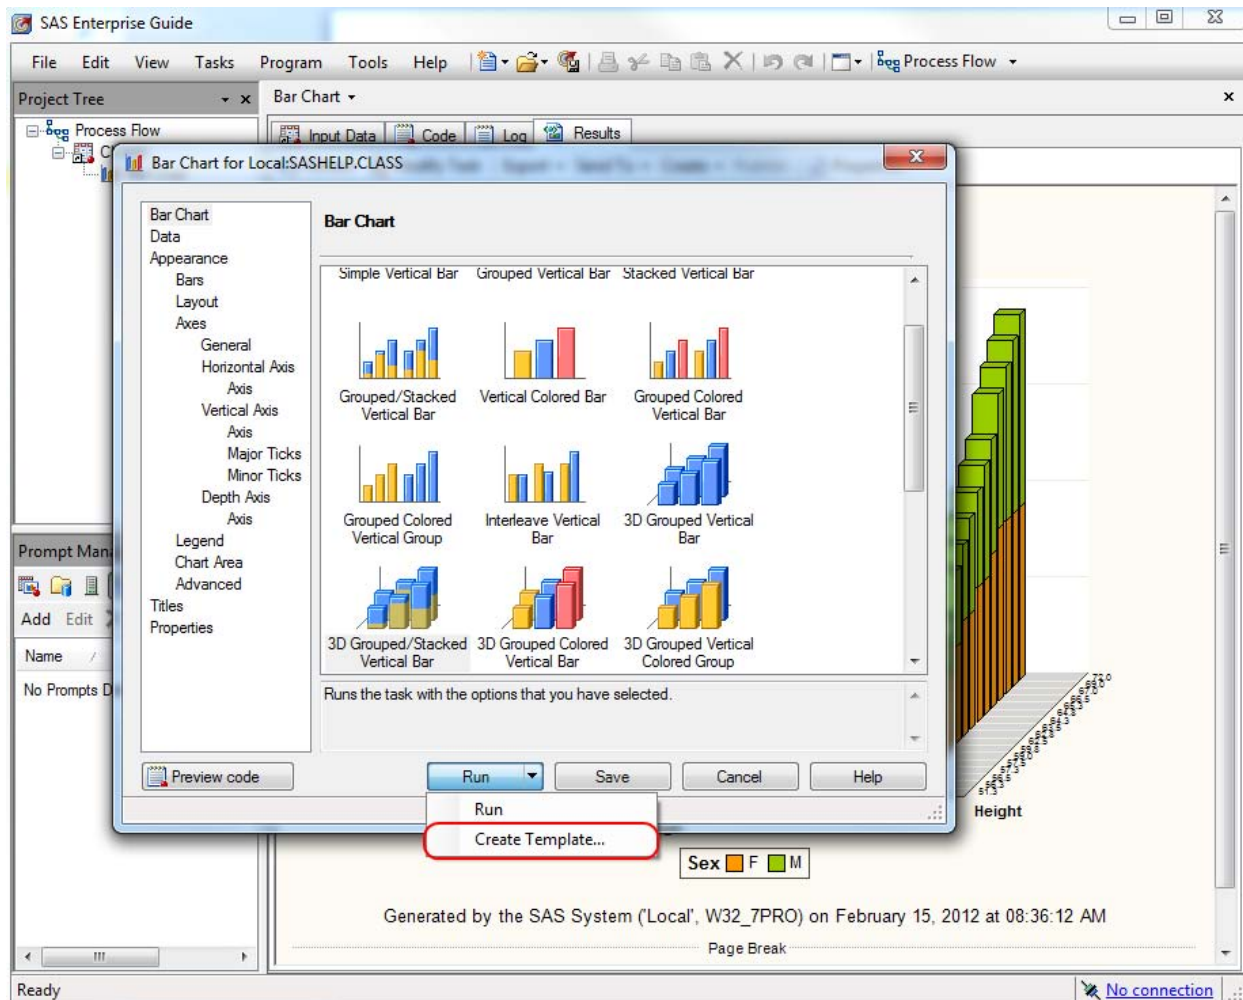 SAS Enterprise Guide
File Edit View Tasks Program Tools Help Process Flow
Project Tree
Bar Chart
Process Flow
Input Data Code Log Results
Bar Chart for Local:SASHELP.CLASS
Bar Chart
Data
Appearance
Bars
Layout
Axes
General
Horizontal Axis
Axis
Vertical Axis
Axis
Major Ticks
Minor Ticks
Depth Axis
Axis
Legend
Chart Area
Advanced
Titles
Properties
Bar Chart
Simple Vertical Bar Grouped Vertical Bar Stacked Vertical Bar
Grouped/Stacked Vertical Bar
Vertical Colored Bar
Grouped Colored Vertical Bar
Grouped Colored Vertical Group
Interleave Vertical Bar
3D Grouped Vertical Bar
3D Grouped/Stacked Vertical Bar
3D Grouped Colored Vertical Bar
3D Grouped Vertical Colored Group
Runs the task with the options that you have selected.
Preview code Run Save Cancel Help
Run
Create Template...
Prompt Man
Add Edit
Name
No Prompts D
Height
Sex F M
Generated by the SAS System ('Local', W32_7PRO) on February 15, 2012 at 08:36:12 AM
Page Break
Ready
No connection